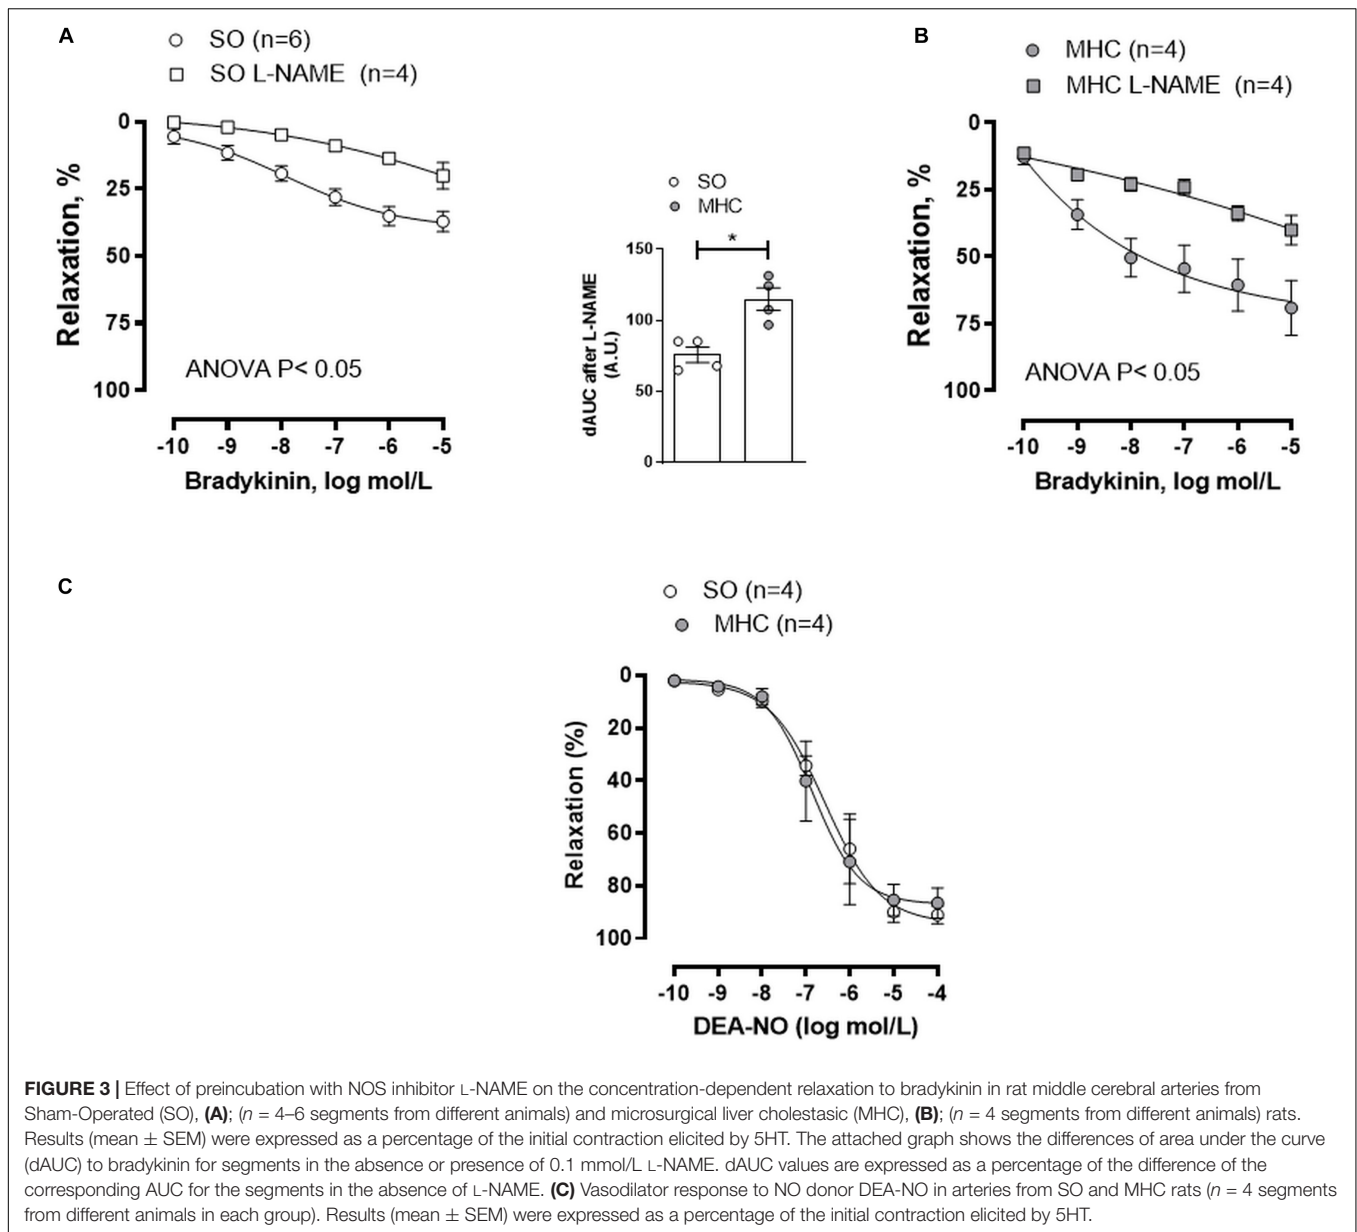 A
SO (n=6)
SO L-NAME (n=4)
0
25
50
75
100
Relaxation, %
ANOVA P< 0.05
-10 -9 -8 -7 -6 -5
Bradykinin, log mol/L
SO
MHC
*
150
100
50
0
dAUC after L-NAME
(A.U.)
B
MHC (n=4)
MHC L-NAME (n=4)
0
25
50
75
100
Relaxation, %
ANOVA P< 0.05
-10 -9 -8 -7 -6 -5
Bradykinin, log mol/L
C
SO (n=4)
MHC (n=4)
0
20
40
60
80
100
Relaxation (%)
-10 -9 -8 -7 -6 -5 -4
DEA-NO (log mol/L)
FIGURE 3 | Effect of preincubation with NOS inhibitor L-NAME on the concentration-dependent relaxation to bradykinin in rat middle cerebral arteries from
Sham-Operated (SO), (A); (n = 4–6 segments from different animals) and microsurgical liver cholestasic (MHC), (B); (n = 4 segments from different animals) rats.
Results (mean ± SEM) were expressed as a percentage of the initial contraction elicited by 5HT. The attached graph shows the differences of area under the curve
(dAUC) to bradykinin for segments in the absence or presence of 0.1 mmol/L L-NAME. dAUC values are expressed as a percentage of the difference of the
corresponding AUC for the segments in the absence of L-NAME. (C) Vasodilator response to NO donor DEA-NO in arteries from SO and MHC rats (n = 4 segments
from different animals in each group). Results (mean ± SEM) were expressed as a percentage of the initial contraction elicited by 5HT.